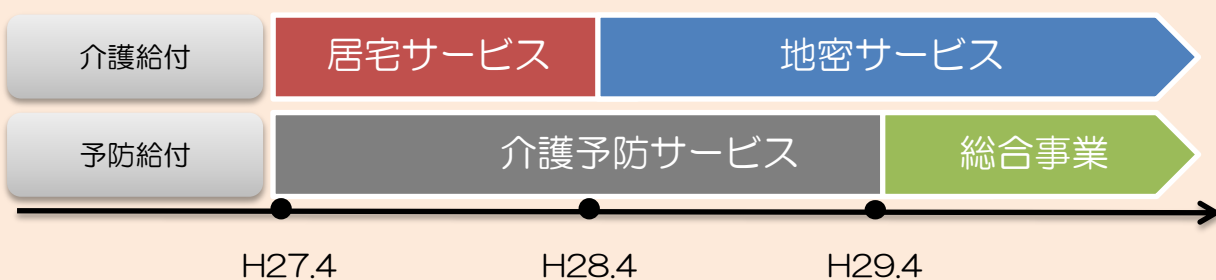 介護給付
居宅サービス
地密サービス
予防給付
介護予防サービス
総合事業
H27.4
H28.4
H29.4